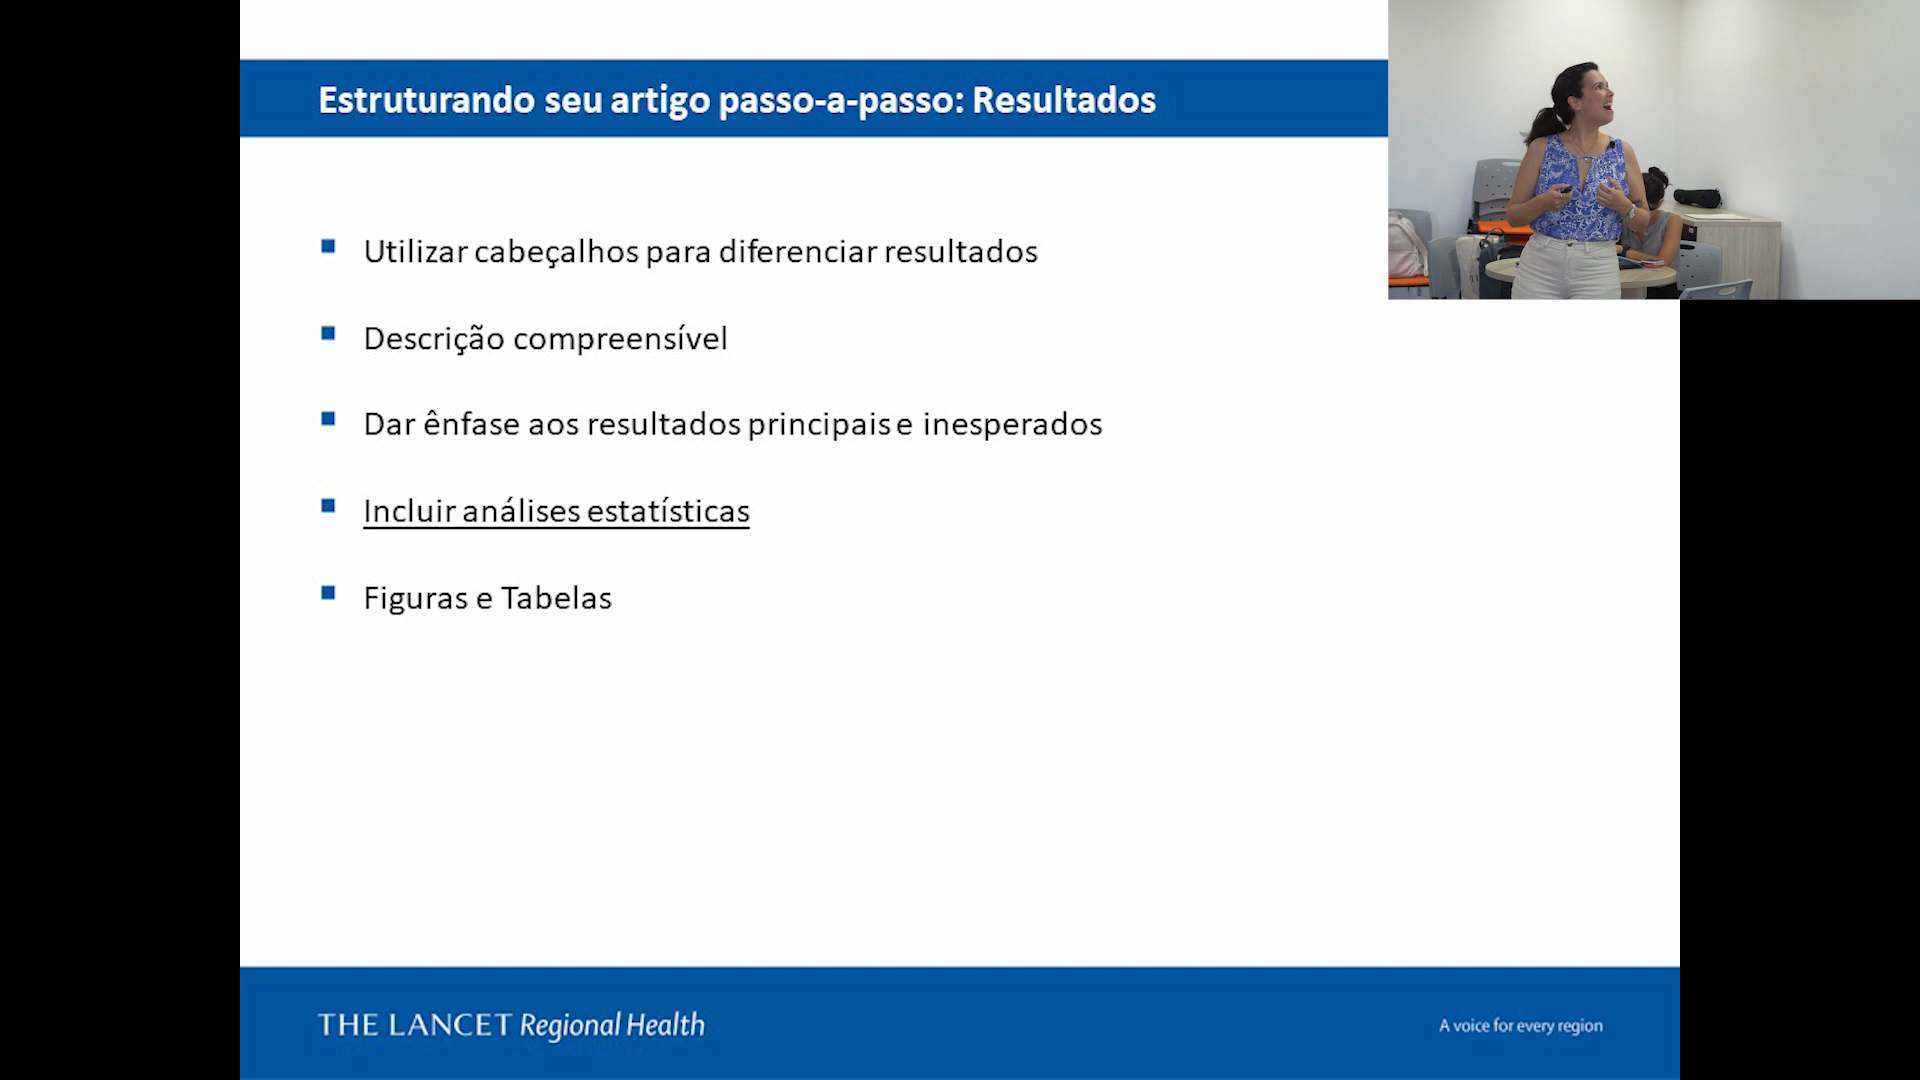 Estruturando seu artigo passo-a-passo: Resultados
Utilizar cabeçalhos para diferenciar resultados
Descrição compreensível
Dar ênfase aos resultados principais e inesperados
Incluir análises estatísticas
Figuras e Tabelas
THE LANCET Regional Health
A voice for every region